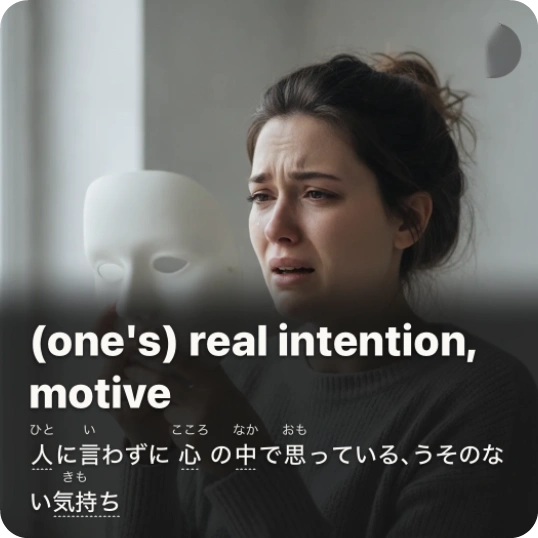 (one's) real intention,
motive
ひと い こころ なか おも
人に言わずに 心 の中で思っている、うそのな
きも
い気持ち